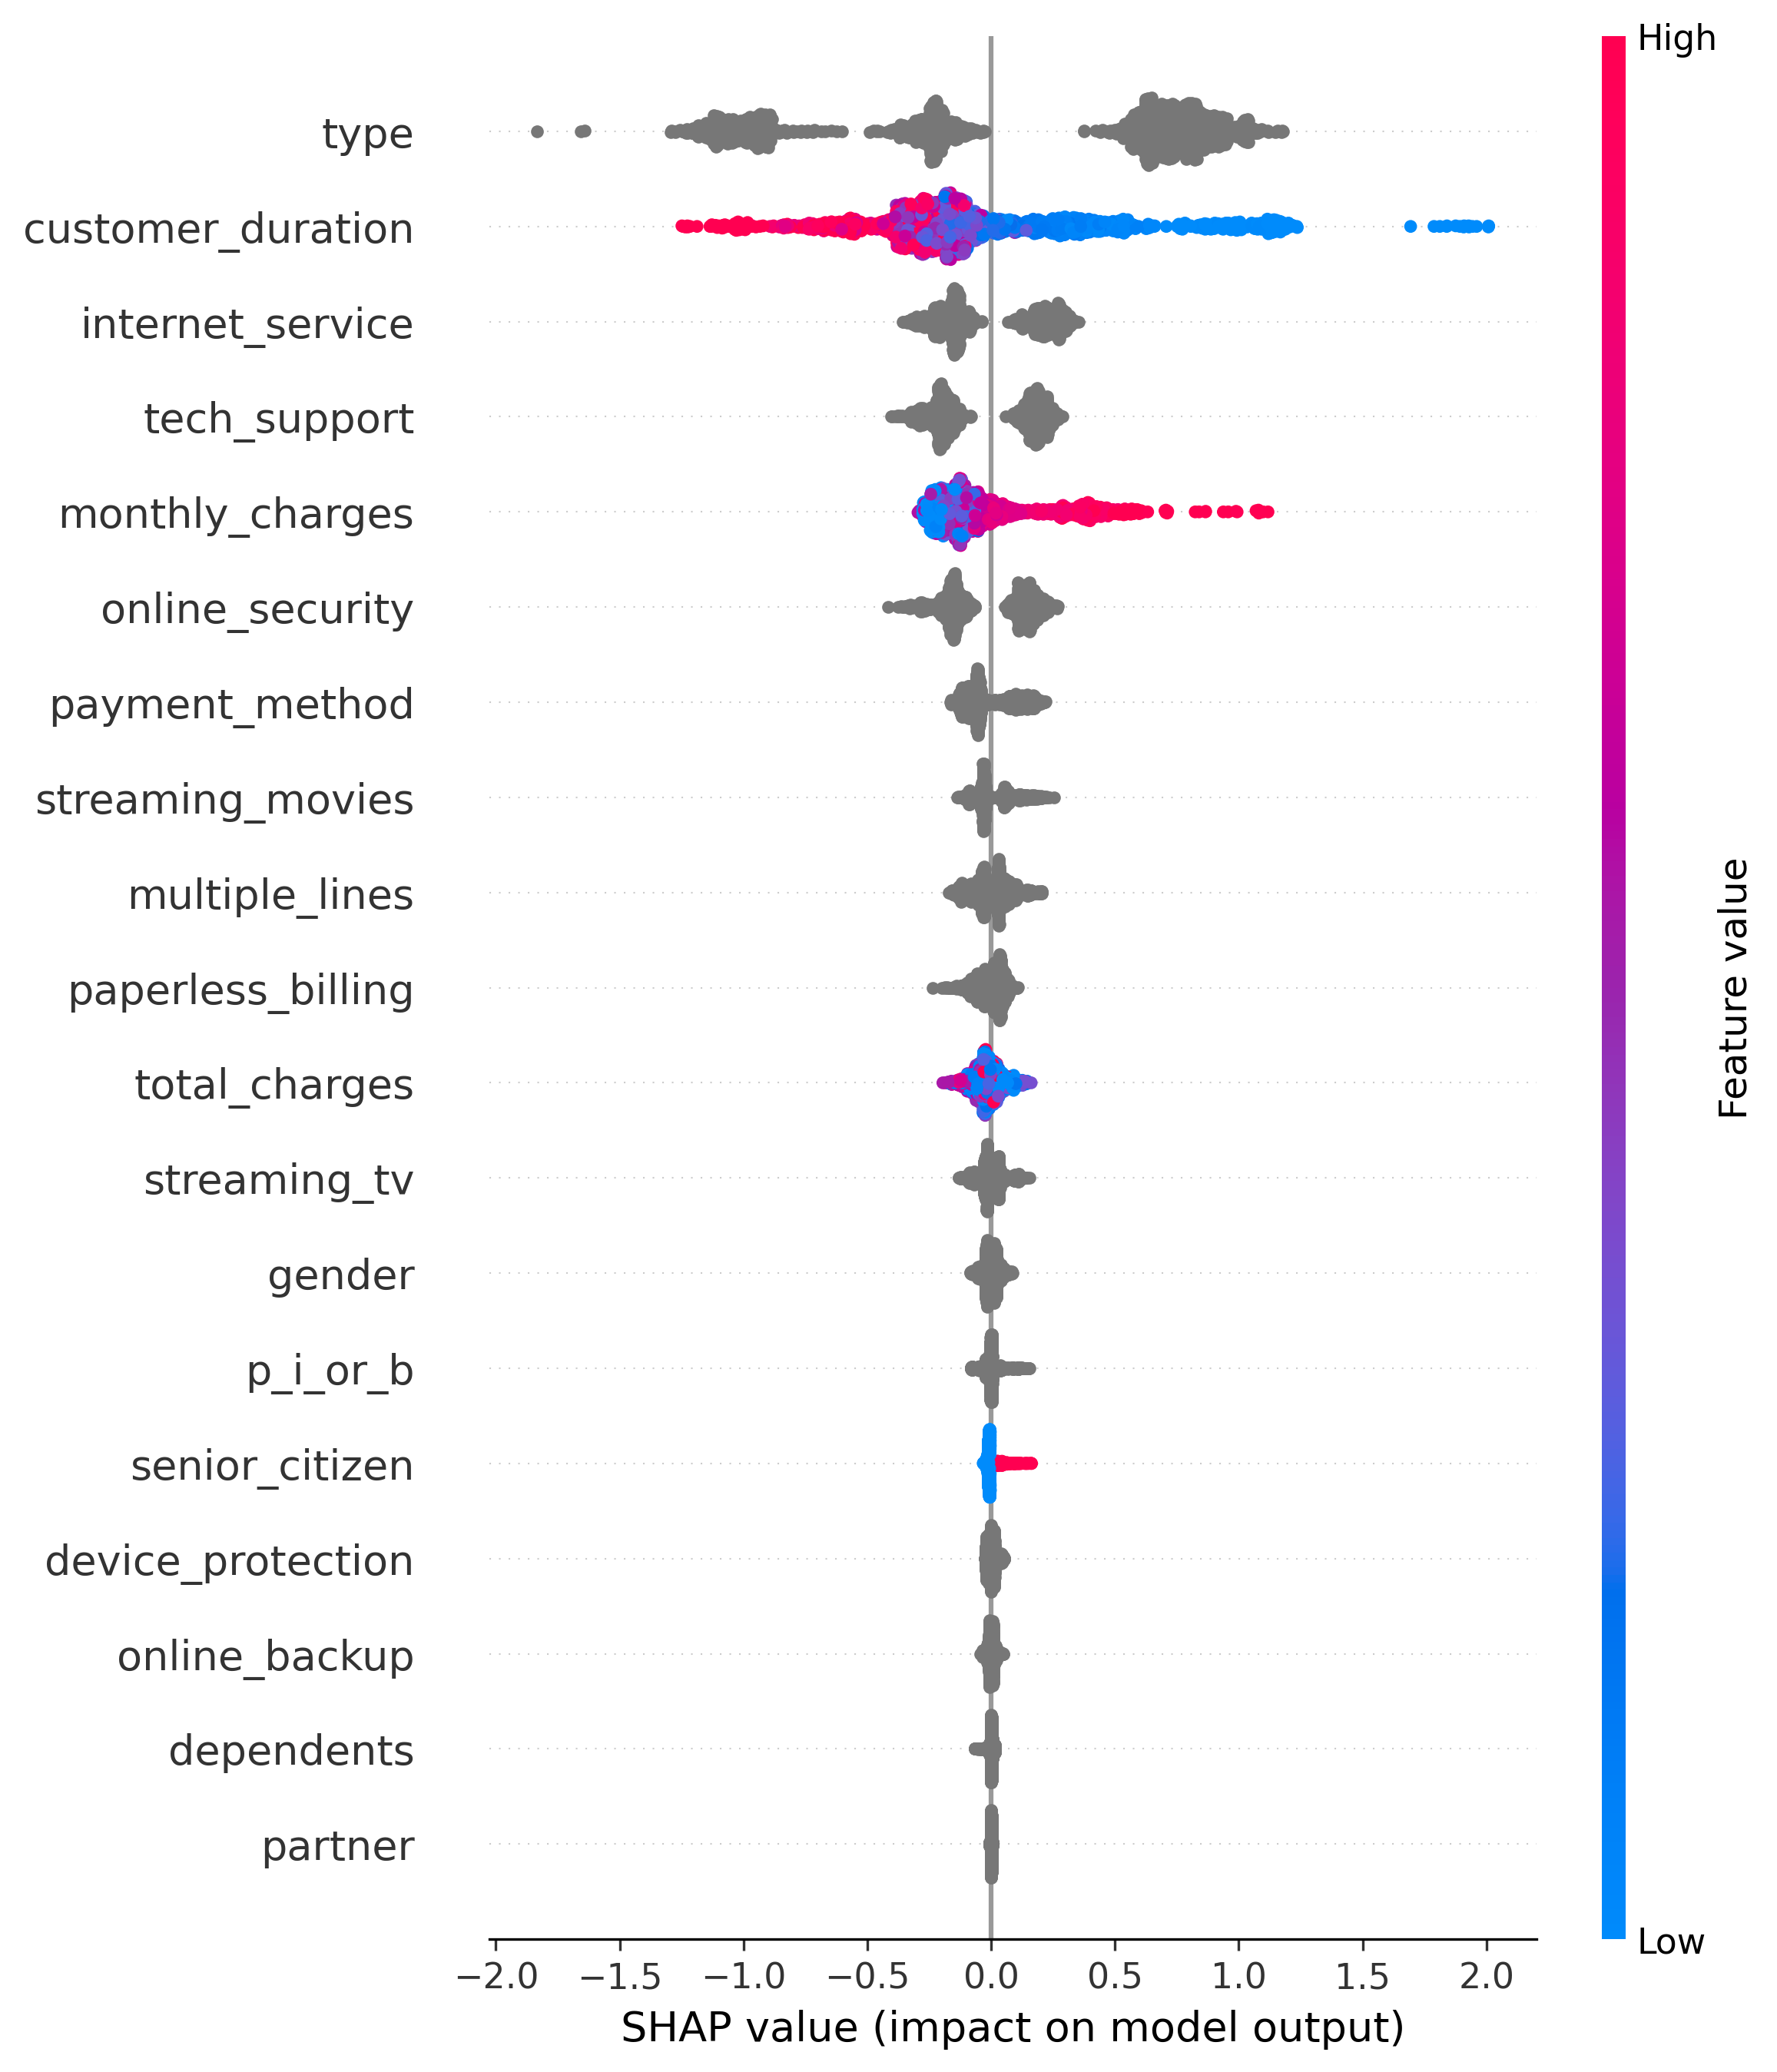 High
type
customer_duration
internet_service
tech_support
monthly_charges
online_security
payment_method
streaming_movies
multiple_lines
paperless_billing
total_charges
streaming_tv
gender
p_i_or_b
senior_citizen
device_protection
online_backup
dependents
partner
Feature value
Low
−2.0 −1.5 −1.0 −0.5 0.0 0.5 1.0 1.5 2.0
SHAP value (impact on model output)